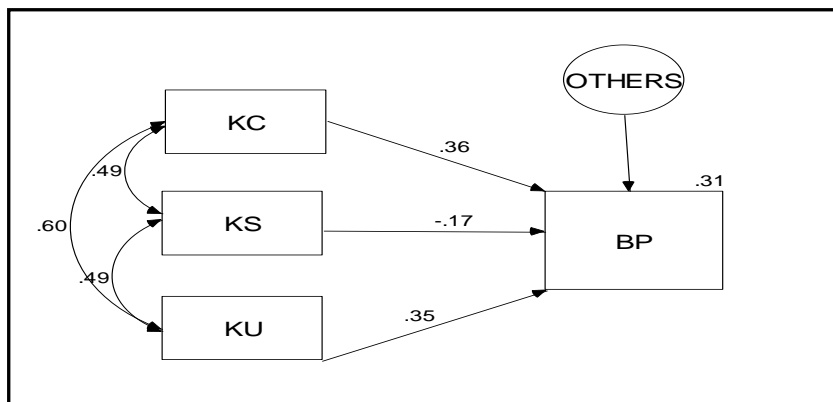 OTHERS
KC
.36
.31
.49
.60
KS
-.17
BP
.49
KU
.35